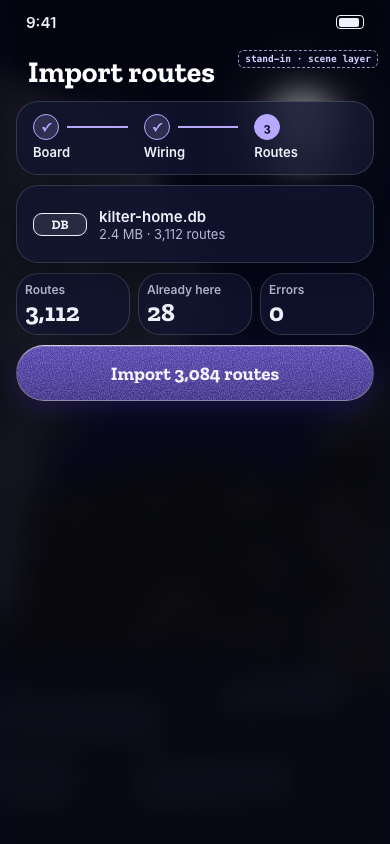 9:41
stand-in · scene layer
Import routes
✓ ✓ 3
Board Wiring Routes
DB
kilter-home.db
2.4 MB · 3,112 routes
Routes Already here Errors
3,112 28 0
Import 3,084 routes